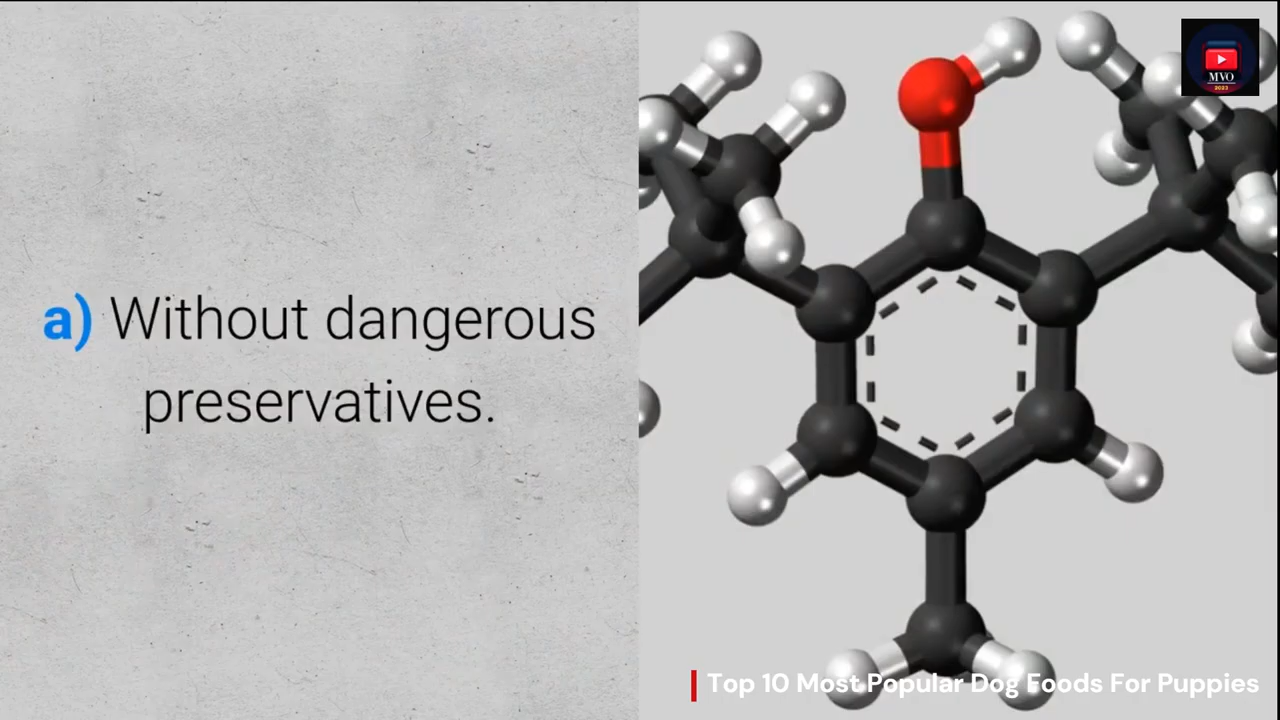 a) Without dangerous
preservatives.
MVO
2023
Top 10 Most Popular Dog Foods For Puppies